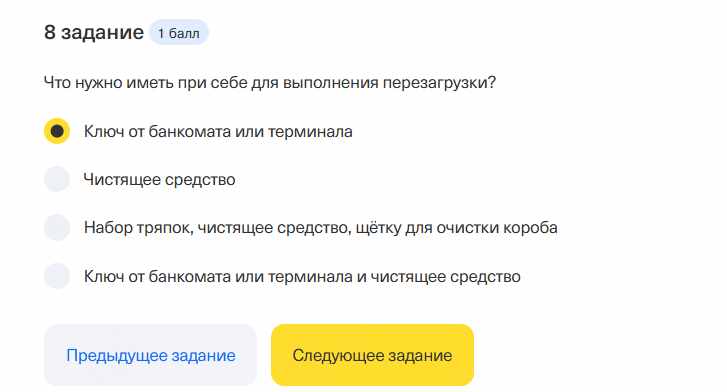 8 задание 1 балл
Что нужно иметь при себе для выполнения перезагрузки?
Ключ от банкомата или терминала
Чистящее средство
Набор тряпок, чистящее средство, щётку для очистки короба
Ключ от банкомата или терминала и чистящее средство
Предыдущее задание Следующее задание